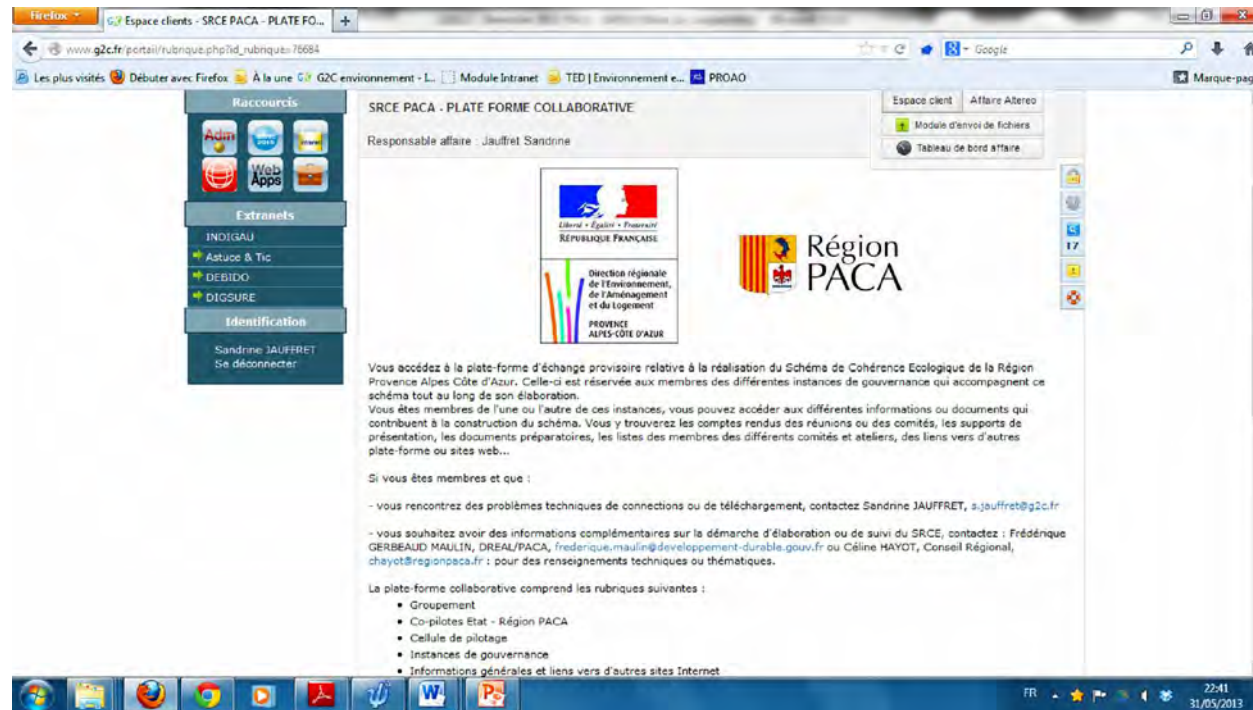 Firefox
Espace clients - SRCE PACA - PLATE FO...
www.g2c.fr/portail/rubrique.php?id_rubrique=76684
Google
Les plus visités
Débuter avec Firefox
À la une
G2C environnement - I...
Module Intranet
TED | Environnement e...
PROAO
Marque-pag
Raccourcis
Adm
Web Apps
Extranets
INDIGAU
Astuce & Tic
DEBIDO
DIGSURE
Identification
Sandrine JAUFFRET
Se déconnecter
SRCE PACA - PLATE FORME COLLABORATIVE
Responsable affaire : Jauffret Sandrine
Espace client
Affaire Altereo
Module d'envoi de fichiers
Tableau de bord affaire
17
Liberté • Égalité • Fraternité
RÉPUBLIQUE FRANÇAISE
Direction régionale
de l'Environnement,
de l'Aménagement
et du Logement
PROVENCE
ALPES-CÔTE D'AZUR
Région
PACA
Vous accédez à la plate-forme d'échange provisoire relative à la réalisation du Schéma de Cohérence Ecologique de la Région
Provence Alpes Côte d'Azur. Celle-ci est réservée aux membres des différentes instances de gouvernance qui accompagnent ce
schéma tout au long de son élaboration.
Vous êtes membres de l'une ou l'autre de ces instances, vous pouvez accéder aux différentes informations ou documents qui
contribuent à la construction du schéma. Vous y trouverez les comptes rendus des réunions ou des comités, les supports de
présentation, les documents préparatoires, les listes des membres des différents comités et ateliers, des liens vers d'autres
plate-forme ou sites web...
Si vous êtes membres et que :
- vous rencontrez des problèmes techniques de connections ou de téléchargement, contactez Sandrine JAUFFRET, s.jauffret@g2c.fr
- vous souhaitez avoir des informations complémentaires sur la démarche d'élaboration ou de suivi du SRCE, contactez : Frédérique
GERBEAUD MAULIN, DREAL/PACA, frederique.maulin@developpement-durable.gouv.fr ou Céline HAYOT, Conseil Régional,
chayot@regionpaca.fr : pour des renseignements techniques ou thématiques.
La plate-forme collaborative comprend les rubriques suivantes :
• Groupement
• Co-pilotes Etat - Région PACA
• Cellule de pilotage
• Instances de gouvernance
• Informations générales et liens vers d'autres sites Internet
FR
22:41
31/05/2013